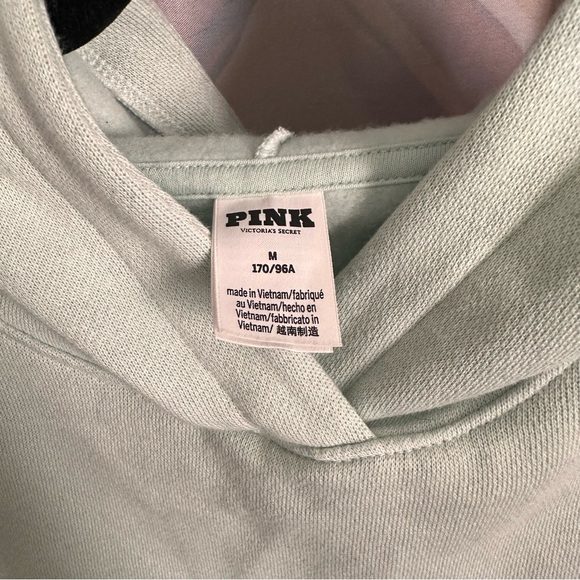 PINK
VICTORIA'S SECRET
M
170/96A
made in Vietnam/fabriqué
au Vietnam/hecho en
Vietnam/fabbricato in
Vietnam/ 越南制造